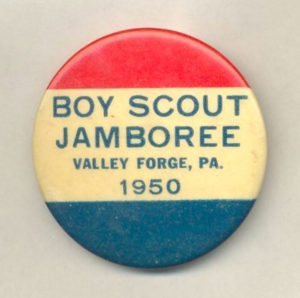 BOY SCOUT
JAMBOREE
VALLEY FORGE, PA.
1950